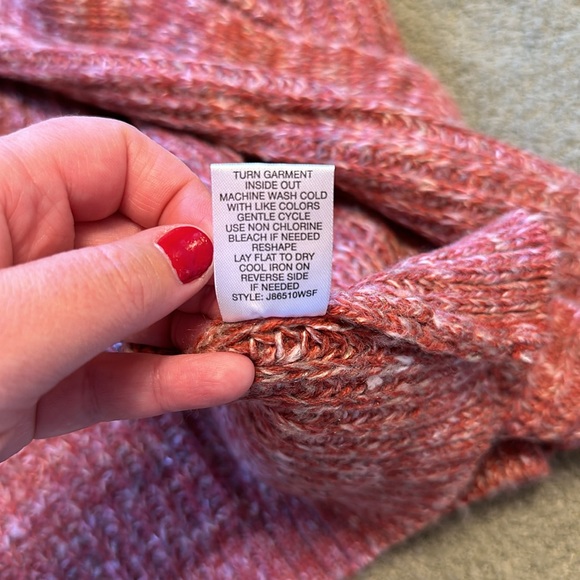 TURN GARMENT
INSIDE OUT
MACHINE WASH COLD
WITH LIKE COLORS
GENTLE CYCLE
USE NON CHLORINE
BLEACH IF NEEDED
RESHAPE
LAY FLAT TO DRY
COOL IRON ON
REVERSE SIDE
IF NEEDED
STYLE: J86510WSF